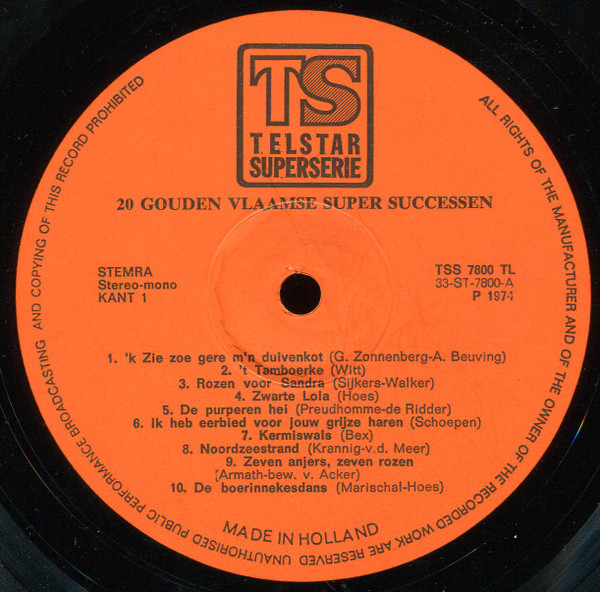 TS
TELSTAR
SUPERSERIE
20 GOUDEN VLAAMSE SUPER SUCCESSEN
STEMRA
Stereo-mono
KANT 1
TSS 7800 TL
33-ST-7800-A
P 1974
1. 'k Zie zoe gere m'n duivenkot (G. Zonnenberg-A. Beuving)
2. 't Tamboerke (Witt)
3. Rozen voor Sandra (Sijkers-Walker)
4. Zwarte Lola (Hoes)
5. De purperen hei (Preudhomme-de Ridder)
6. Ik heb eerbied voor jouw grijze haren (Schoepen)
7. Kermiswals (Bex)
8. Noordzeestrand (Krannig-v.d. Meer)
9. Zeven anjers, zeven rozen
(Armath-bew. v. Acker)
10. De boerinnekesdans (Marischal-Hoes)
MADE IN HOLLAND
ALL RIGHTS OF THE MANUFACTURER AND OF THE OWNER OF THE RECORDED WORK ARE RESERVED UNAUTHORISED PUBLIC PERFORMANCE BROADCASTING AND COPYING OF THIS RECORD PROHIBITED